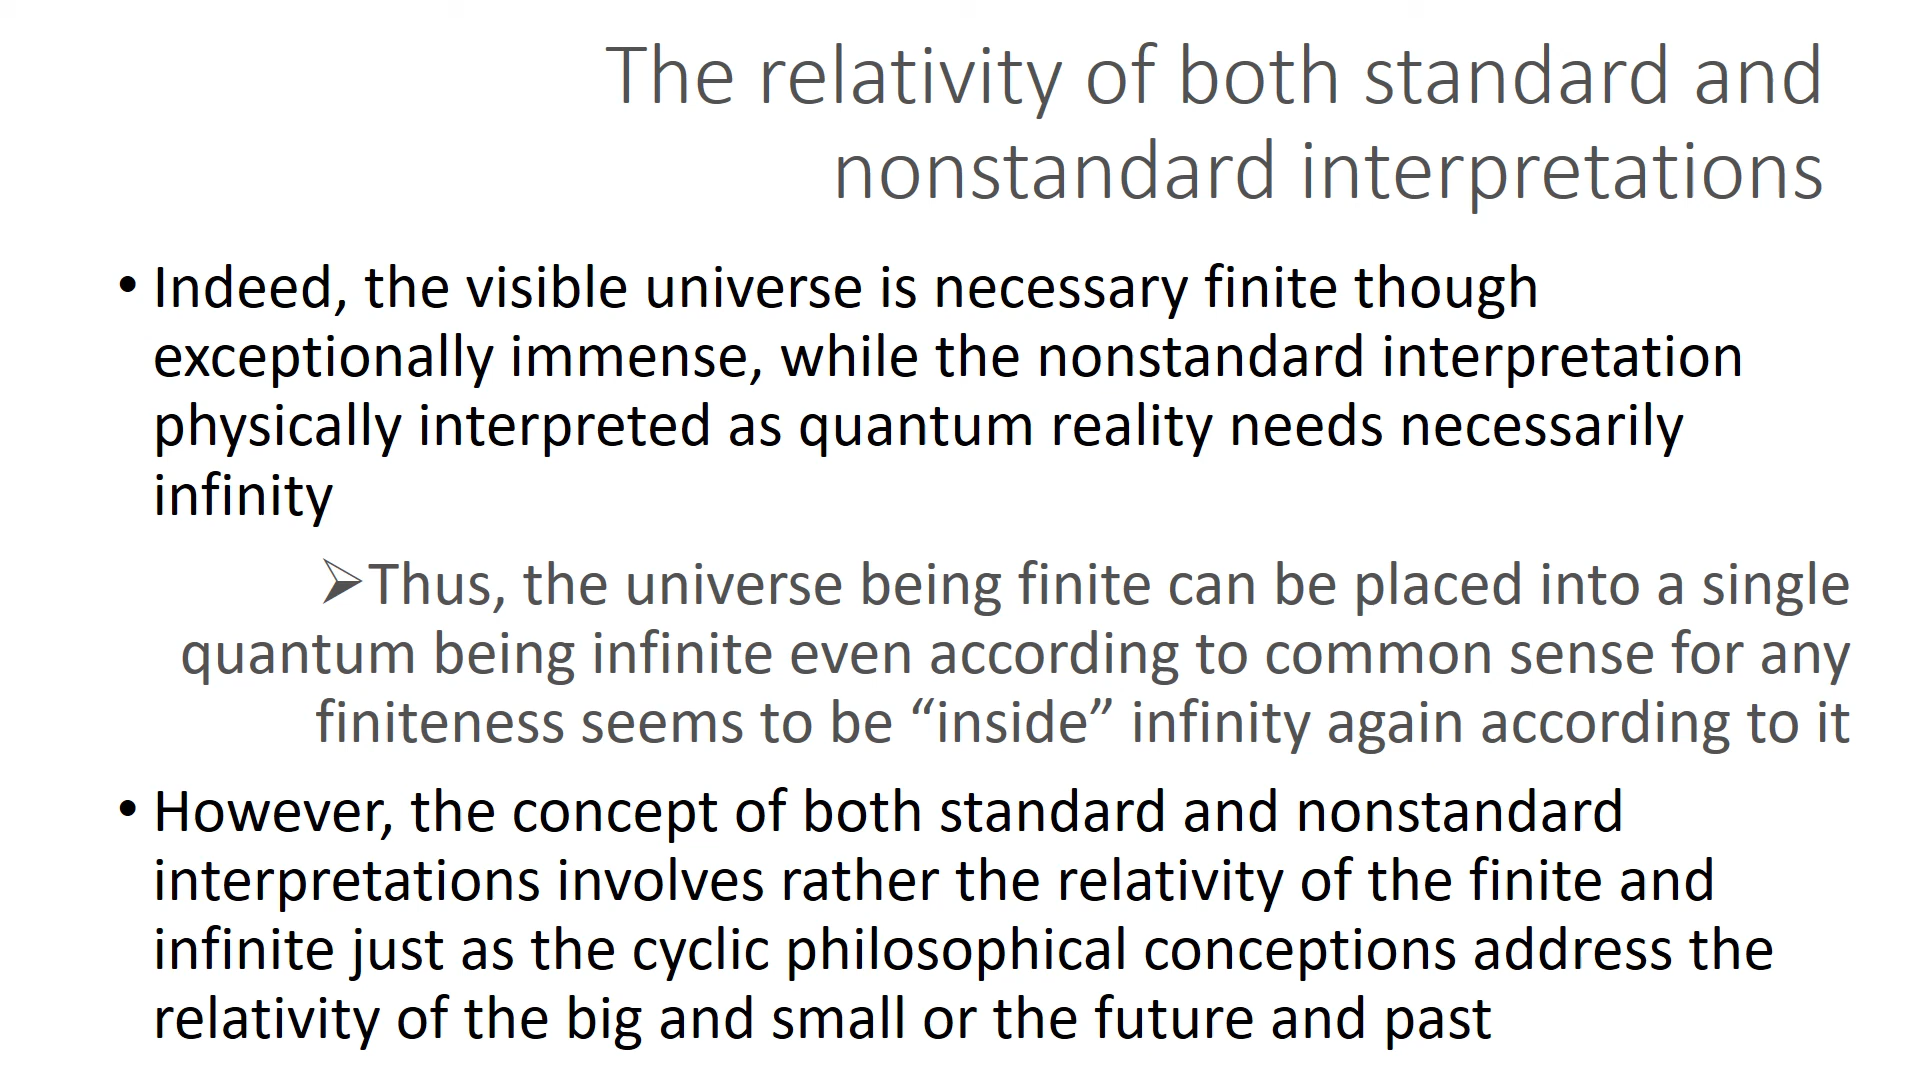 The relativity of both standard and
nonstandard interpretations
• Indeed, the visible universe is necessary finite though
exceptionally immense, while the nonstandard interpretation
physically interpreted as quantum reality needs necessarily
infinity
➢Thus, the universe being finite can be placed into a single
quantum being infinite even according to common sense for any
finiteness seems to be “inside” infinity again according to it
• However, the concept of both standard and nonstandard
interpretations involves rather the relativity of the finite and
infinite just as the cyclic philosophical conceptions address the
relativity of the big and small or the future and past